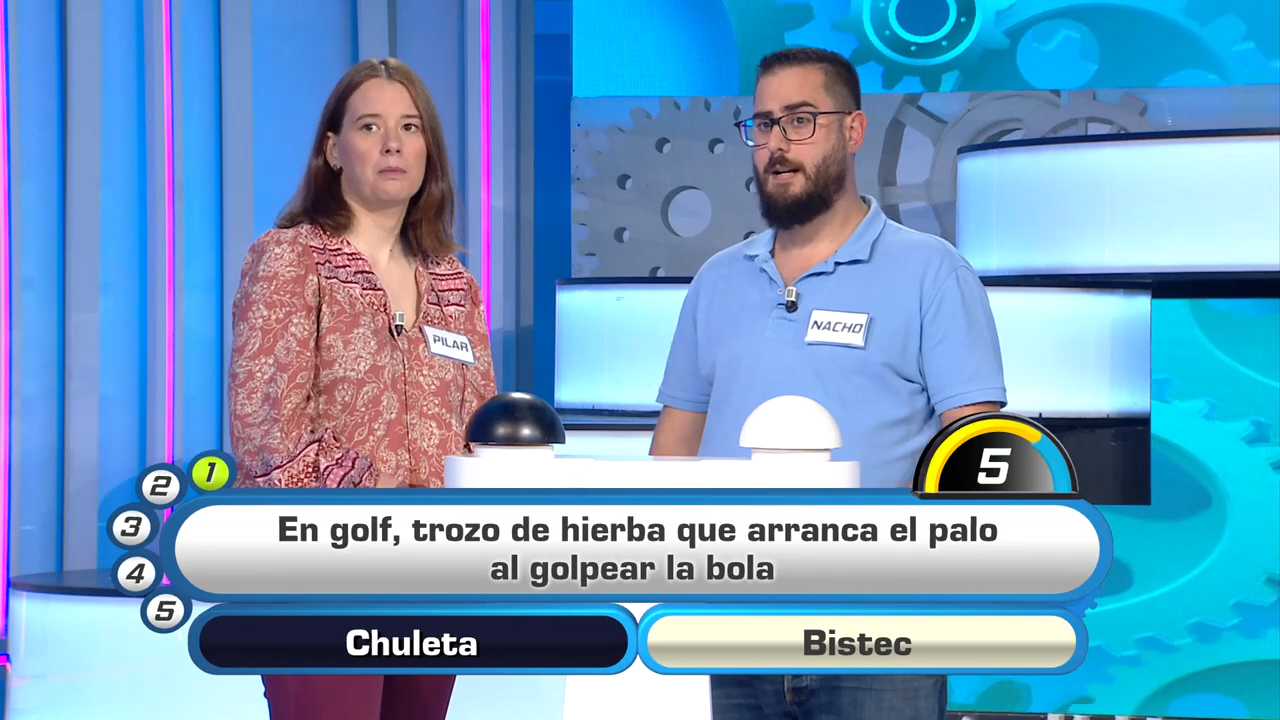 PILAR
NACHO
5
1
2
3
4
5
En golf, trozo de hierba que arranca el palo
al golpear la bola
Chuleta
Bistec